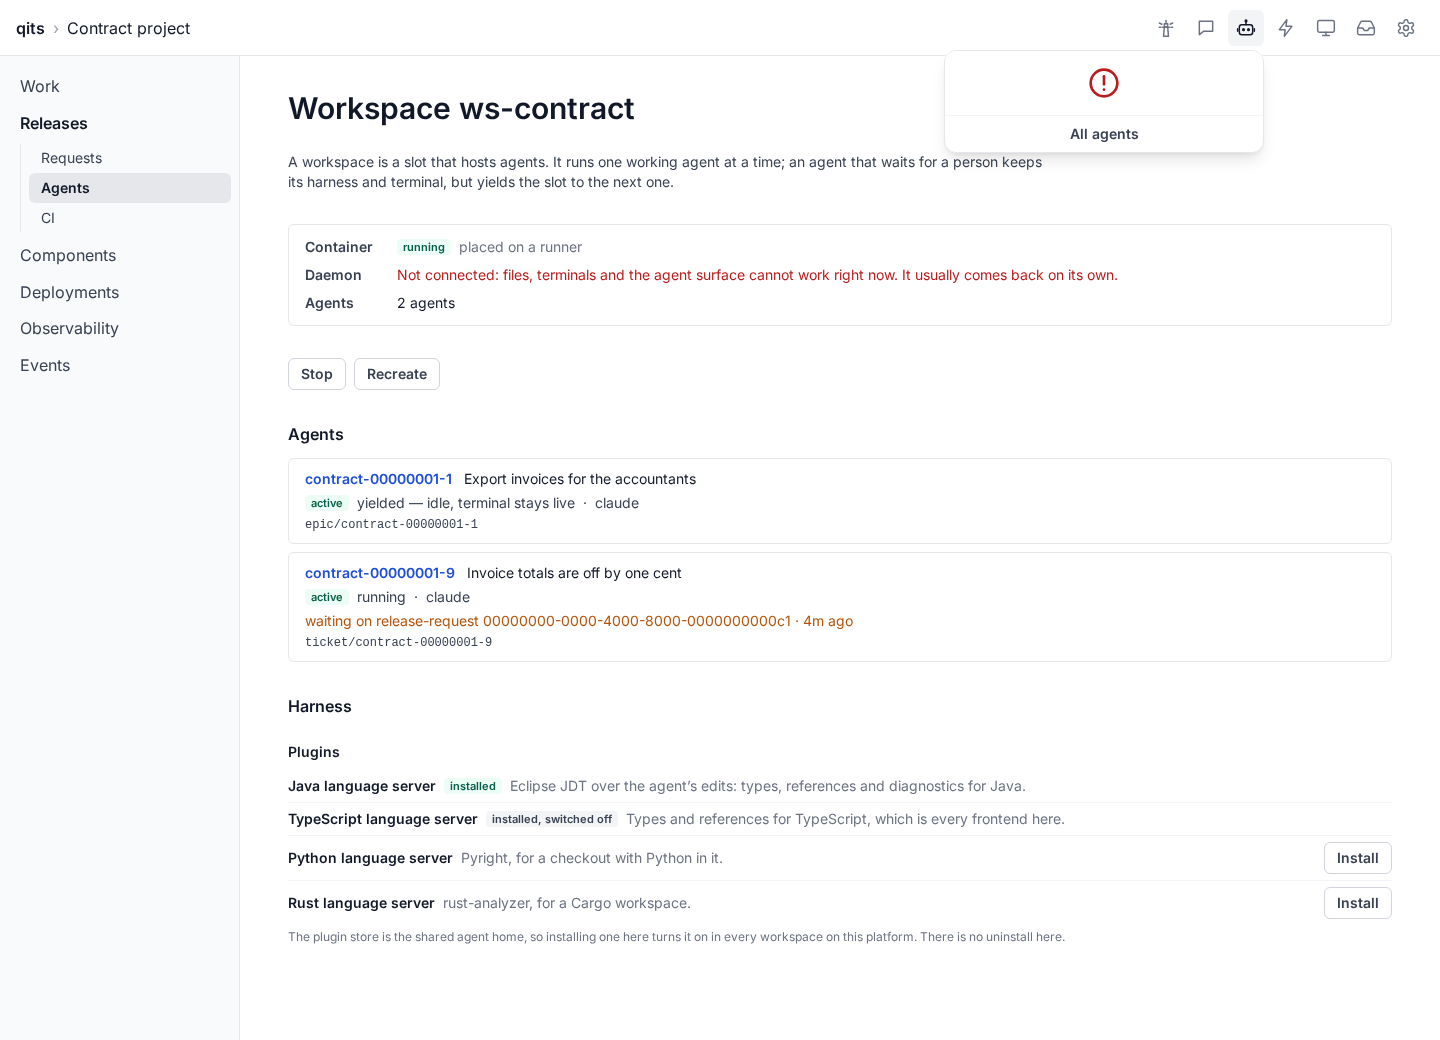 qits › Contract project
All agents
Work
Releases
Requests
Agents
CI
Components
Deployments
Observability
Events
Workspace ws-contract
A workspace is a slot that hosts agents. It runs one working agent at a time; an agent that waits for a person keeps
its harness and terminal, but yields the slot to the next one.
Container running placed on a runner
Daemon Not connected: files, terminals and the agent surface cannot work right now. It usually comes back on its own.
Agents 2 agents
Stop Recreate
Agents
contract-00000001-1 Export invoices for the accountants
active yielded — idle, terminal stays live · claude
epic/contract-00000001-1
contract-00000001-9 Invoice totals are off by one cent
active running · claude
waiting on release-request 00000000-0000-4000-8000-0000000000c1 · 4m ago
ticket/contract-00000001-9
Harness
Plugins
Java language server installed Eclipse JDT over the agent’s edits: types, references and diagnostics for Java.
TypeScript language server installed, switched off Types and references for TypeScript, which is every frontend here.
Python language server Pyright, for a checkout with Python in it. Install
Rust language server rust-analyzer, for a Cargo workspace. Install
The plugin store is the shared agent home, so installing one here turns it on in every workspace on this platform. There is no uninstall here.